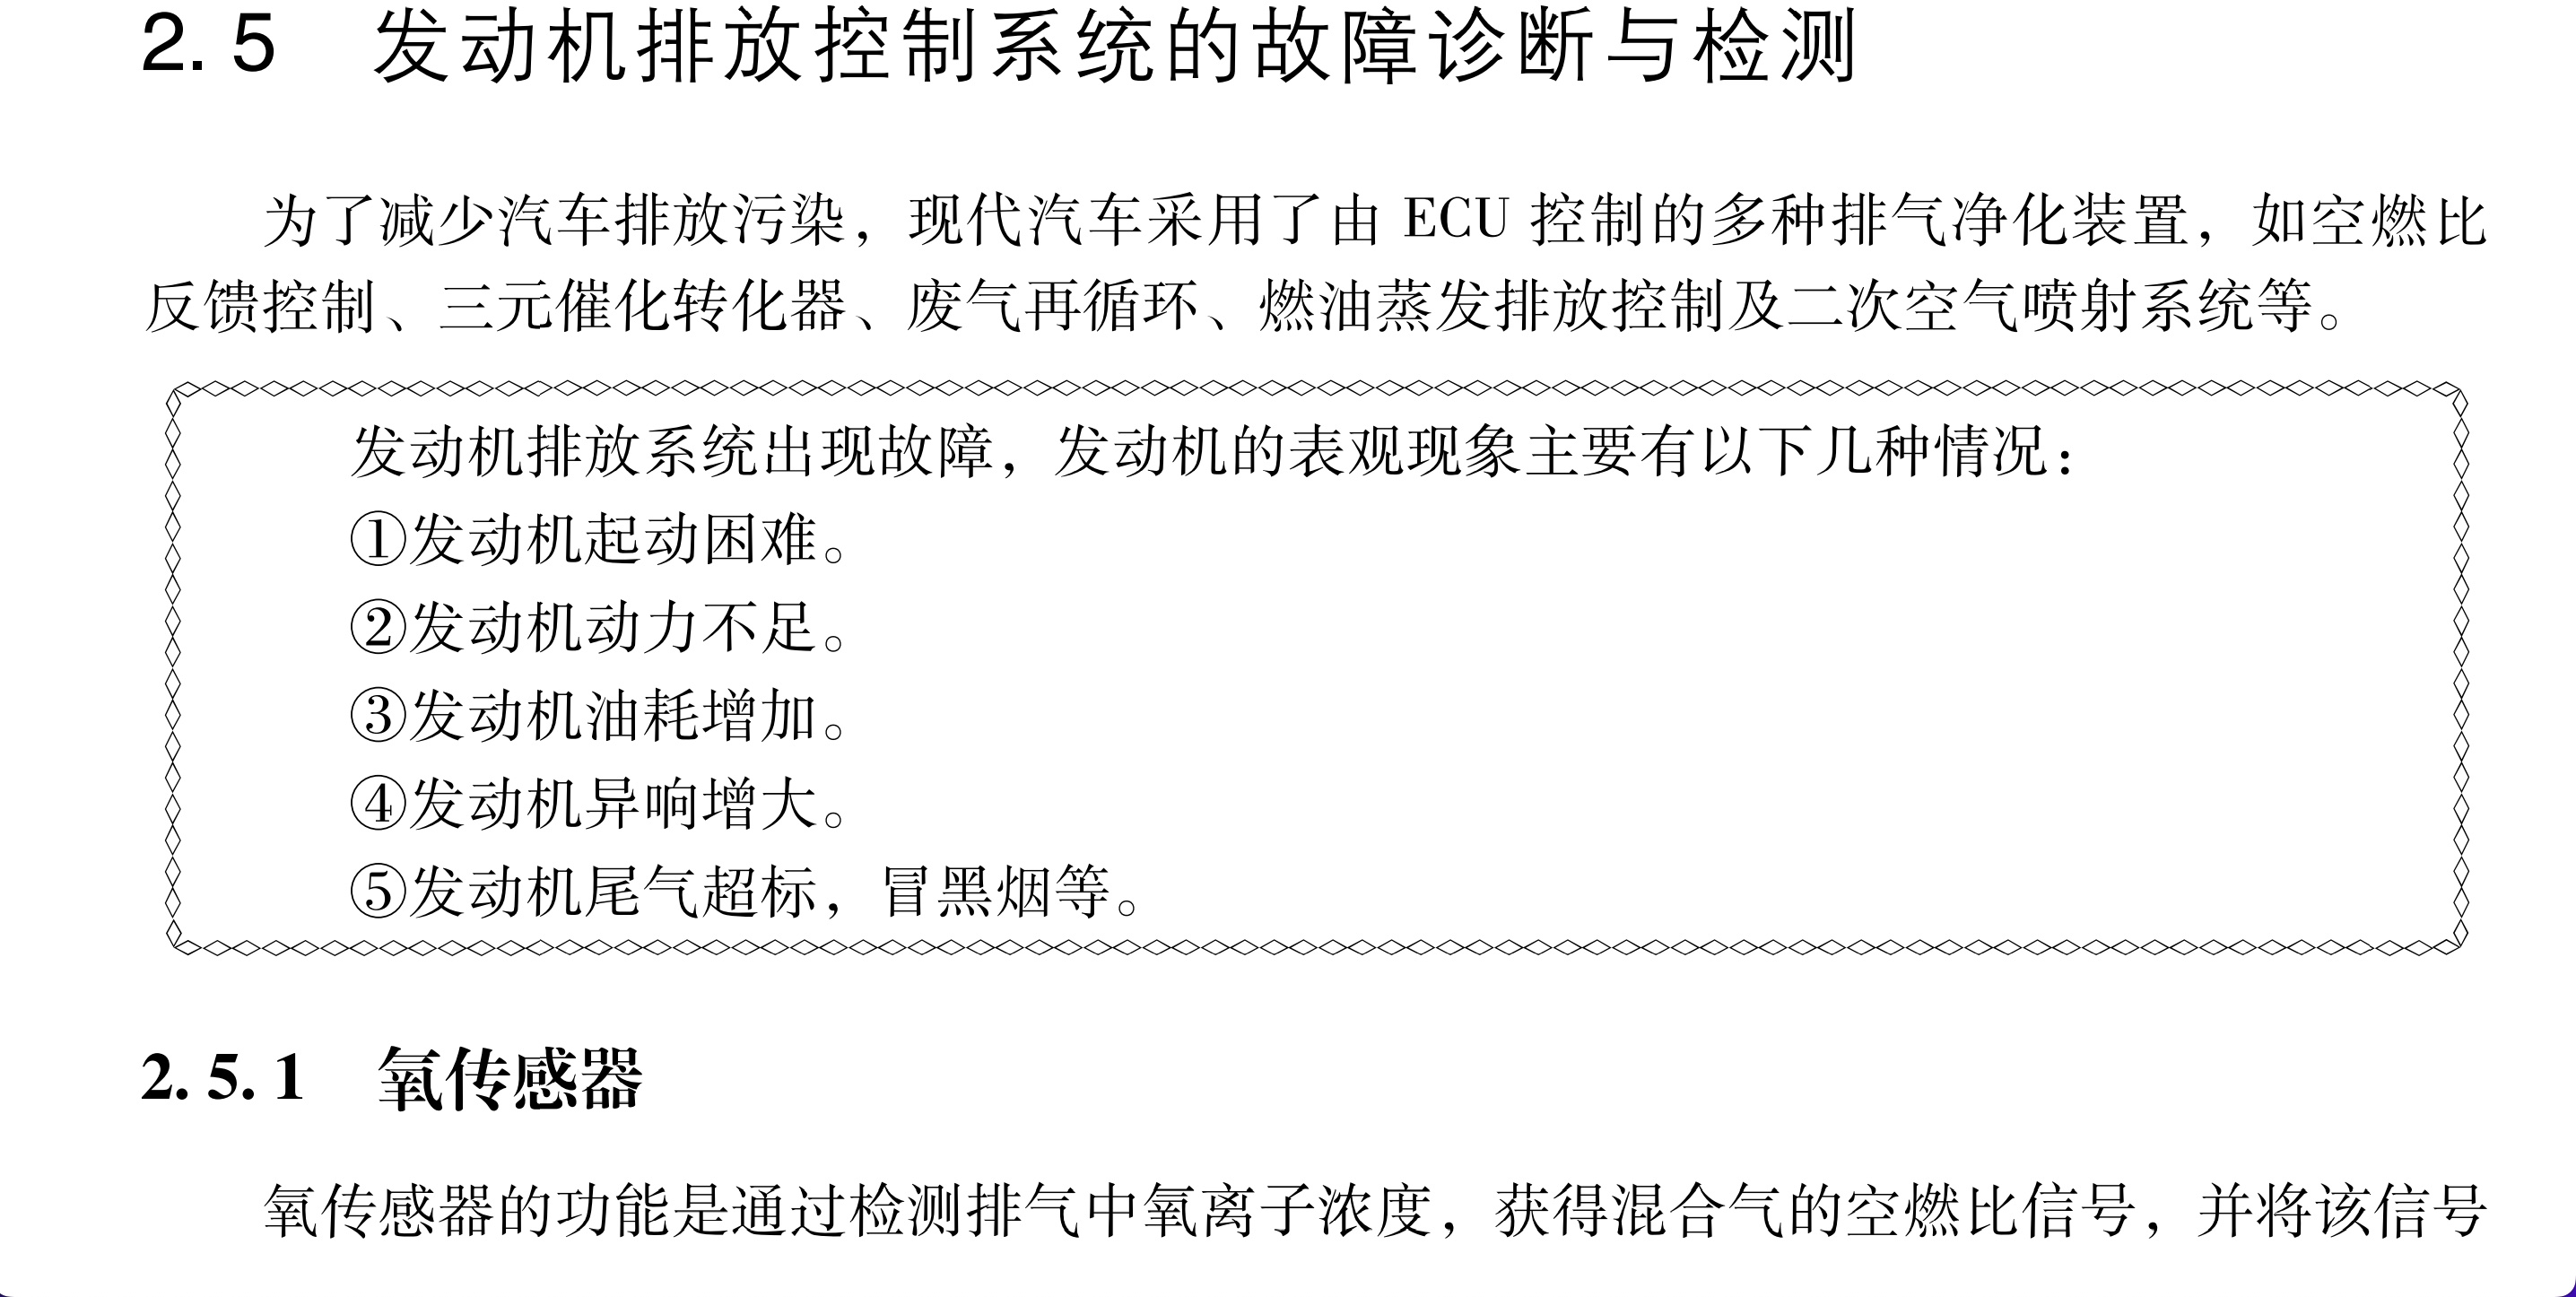 2.5 发动机排放控制系统的故障诊断与检测
为了减少汽车排放污染，现代汽车采用了由 ECU 控制的多种排气净化装置，如空燃比
反馈控制、三元催化转化器、废气再循环、燃油蒸发排放控制及二次空气喷射系统等。
发动机排放系统出现故障，发动机的表观现象主要有以下几种情况：
①发动机起动困难。
②发动机动力不足。
③发动机油耗增加。
④发动机异响增大。
⑤发动机尾气超标，冒黑烟等。
2.5.1 氧传感器
氧传感器的功能是通过检测排气中氧离子浓度，获得混合气的空燃比信号，并将该信号